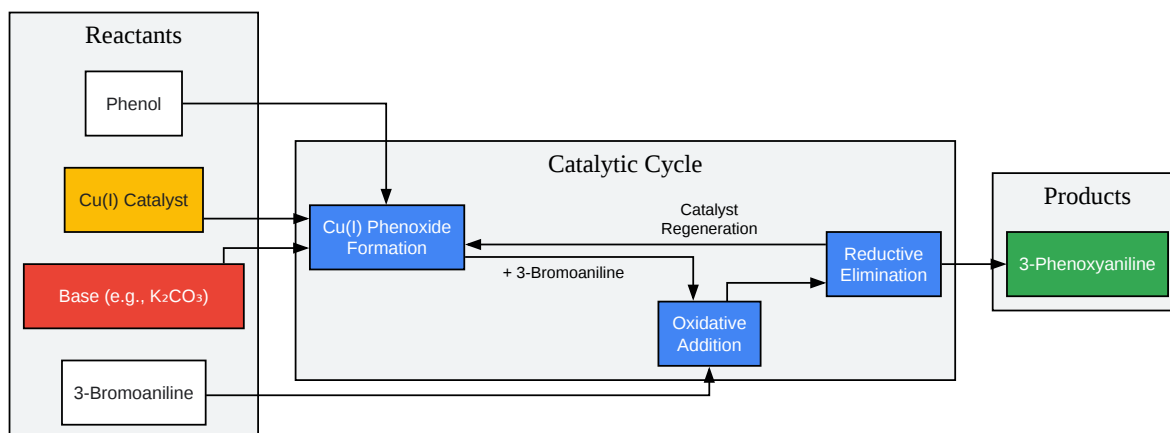 Reactants
Phenol
Cu(I) Catalyst
Base (e.g., K₂CO₃)
3-Bromoaniline
Catalytic Cycle
Cu(I) Phenoxide
Formation
Catalyst
Regeneration
+ 3-Bromoaniline
Oxidative
Addition
Reductive
Elimination
Products
3-Phenoxyaniline